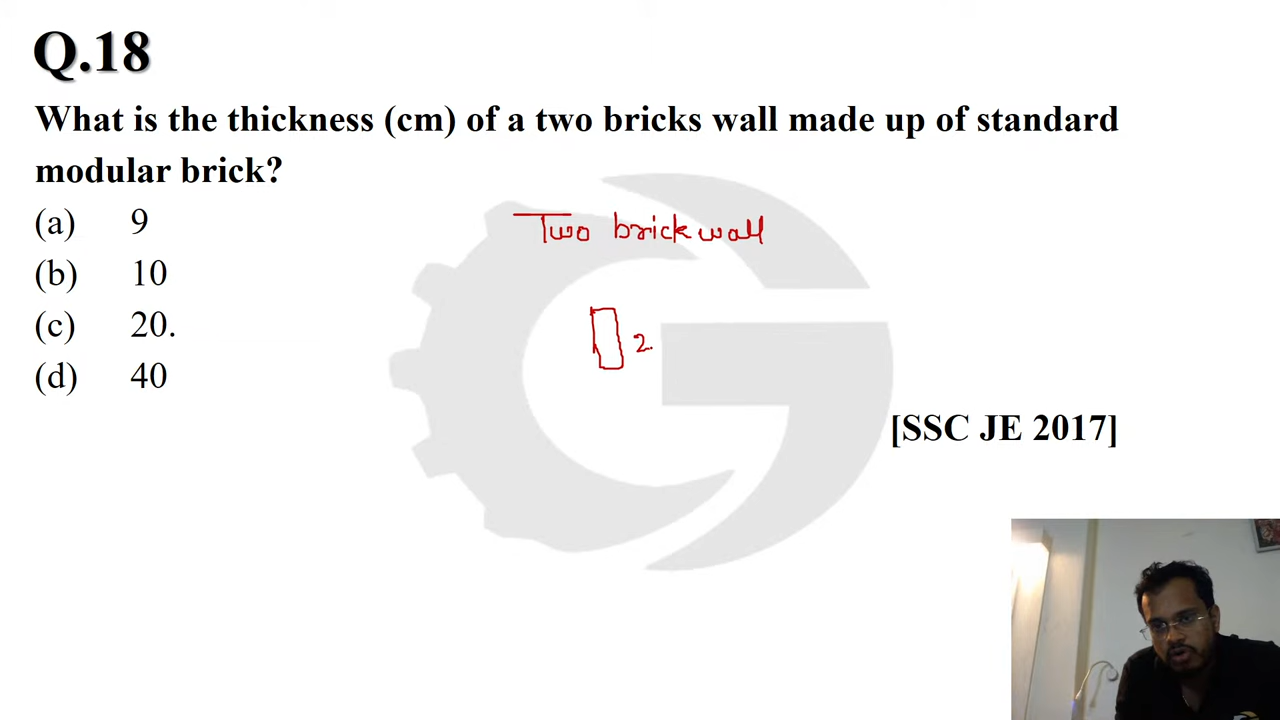 Q.18
What is the thickness (cm) of a two bricks wall made up of standard
modular brick?
(a) 9
(b) 10
(c) 20.
(d) 40
Two brick wall
2
[SSC JE 2017]